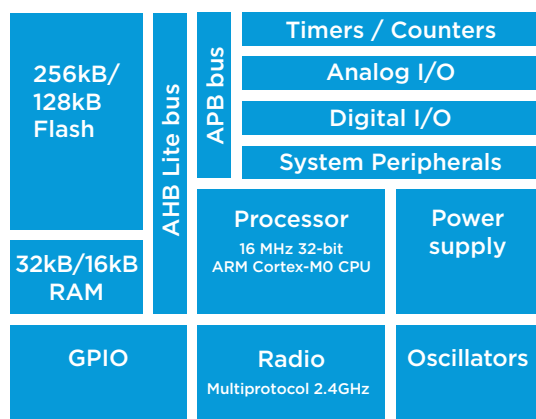 256kB/
128kB
Flash
AHB Lite bus
APB bus
Timers / Counters
Analog I/O
Digital I/O
System Peripherals
32kB/16kB
RAM
Processor
16 MHz 32-bit
ARM Cortex-M0 CPU
Power
supply
GPIO
Radio
Multiprotocol 2.4GHz
Oscillators